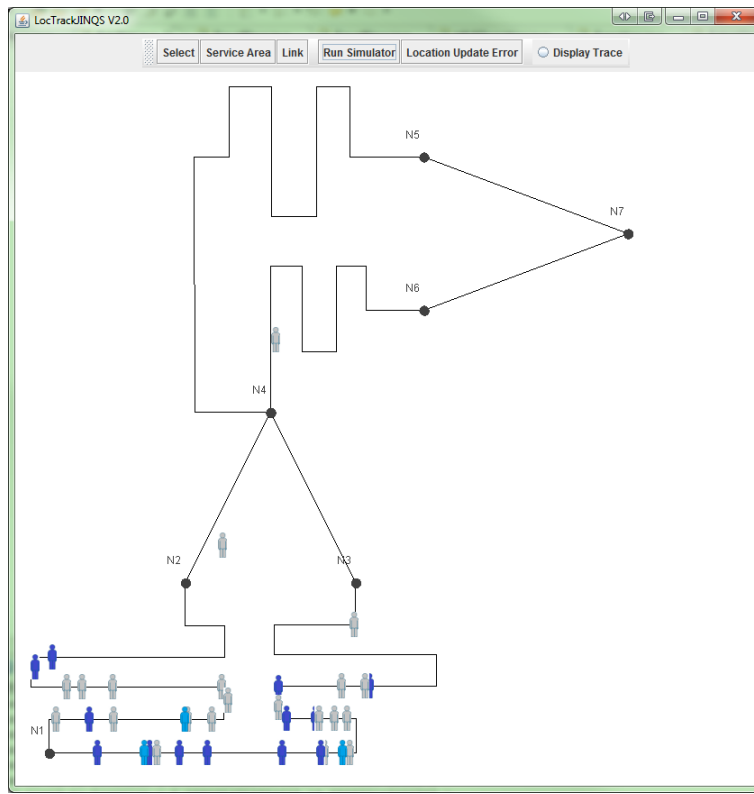 LocTrackJINQS V2.0
Select Service Area Link Run Simulator Location Update Error Display Trace
N5
N7
N6
N4
N2
N3
N1